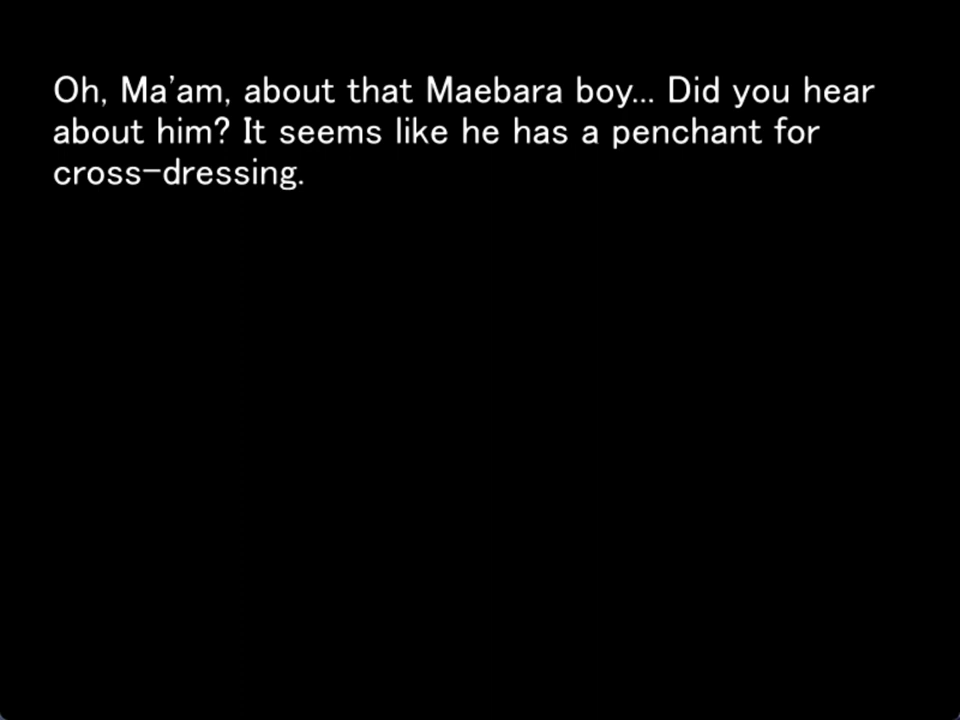 Oh, Ma’am, about that Maebara boy... Did you hear
about him? It seems like he has a penchant for
cross-dressing.